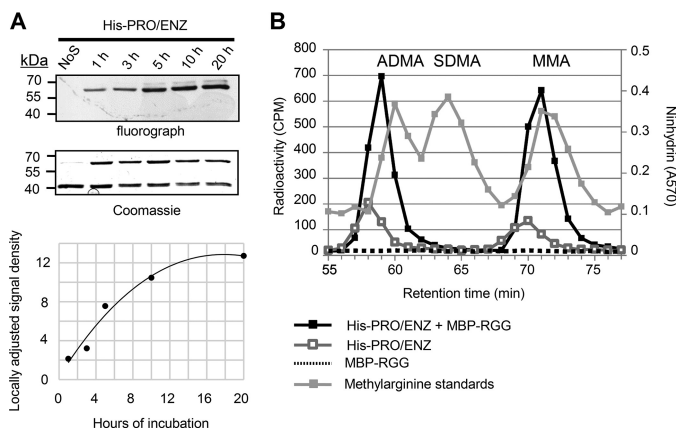 A
His-PRO/ENZ
kDa NoS 1 h 3 h 5 h 10 h 20 h
70
55
40
fluorograph
70
55
40
Coomassie
Locally adjusted signal density
12
8
4
0
0 4 8 12 16 20
Hours of incubation
B
ADMA SDMA MMA
Radioactivity (CPM)
800
700
600
500
400
300
200
100
0
Ninhydrin (A570)
0.5
0.4
0.3
0.2
0.1
0
55 60 65 70 75
Retention time (min)
His-PRO/ENZ + MBP-RGG
His-PRO/ENZ
MBP-RGG
Methylarginine standards